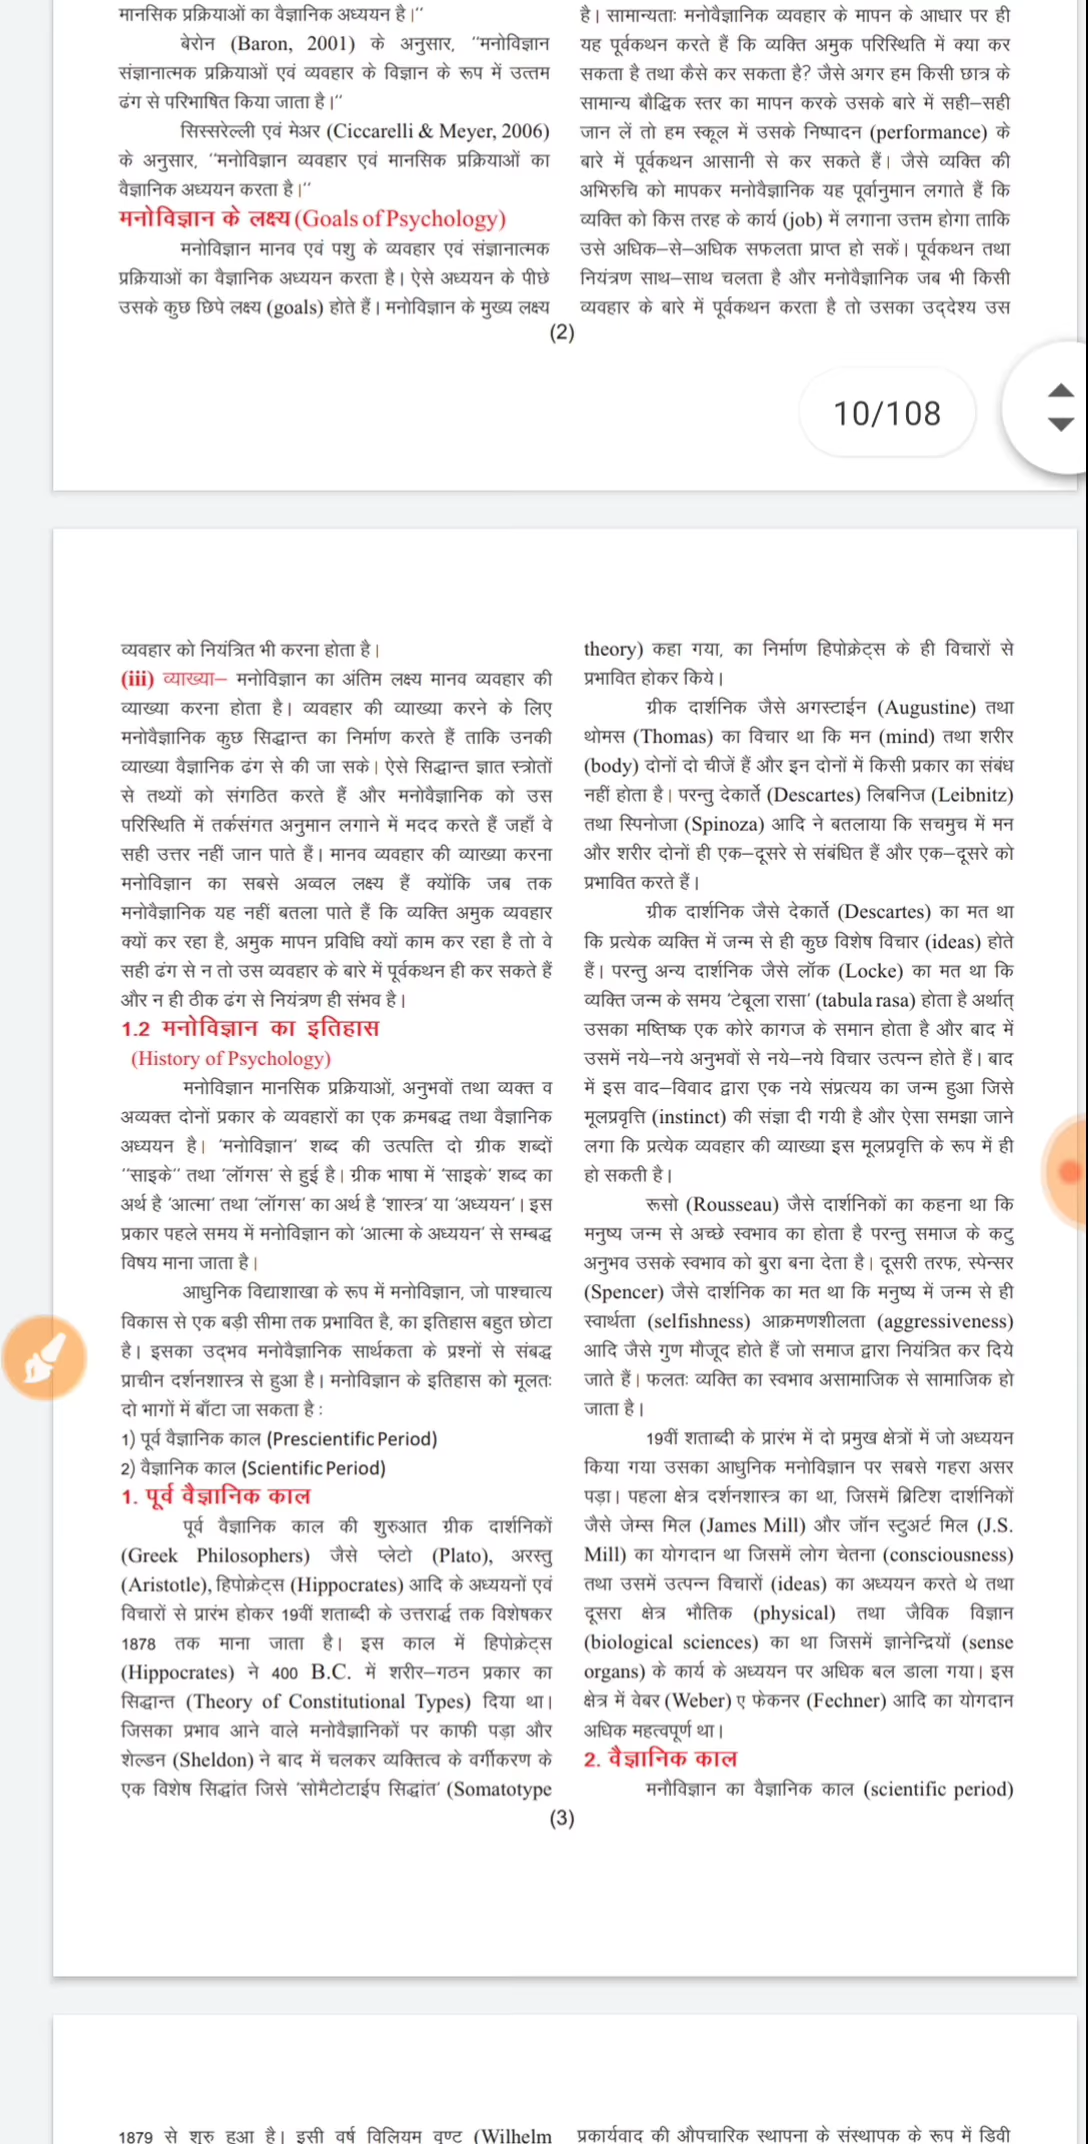 मानसिक प्रक्रियाओं का वैज्ञानिक अध्ययन है।''
बेरोन (Baron, 2001) के अनुसार, ''मनोविज्ञान
संज्ञानात्मक प्रक्रियाओं एवं व्यवहार के विज्ञान के रूप में उत्तम
ढंग से परिभाषित किया जाता है।''
सिस्सरेल्ली एवं मेअर (Ciccarelli & Meyer, 2006)
के अनुसार, ''मनोविज्ञान व्यवहार एवं मानसिक प्रक्रियाओं का
वैज्ञानिक अध्ययन करता है।''
मनोविज्ञान के लक्ष्य (Goals of Psychology)
मनोविज्ञान मानव एवं पशु के व्यवहार एवं संज्ञानात्मक
प्रक्रियाओं का वैज्ञानिक अध्ययन करता है। ऐसे अध्ययन के पीछे
उसके कुछ छिपे लक्ष्य (goals) होते हैं। मनोविज्ञान के मुख्य लक्ष्य
है। सामान्यताः मनोवैज्ञानिक व्यवहार के मापन के आधार पर ही
यह पूर्वकथन करते हैं कि व्यक्ति अमुक परिस्थिति में क्या कर
सकता है तथा कैसे कर सकता है? जैसे अगर हम किसी छात्र के
सामान्य बौद्धिक स्तर का मापन करके उसके बारे में सही–सही
जान लें तो हम स्कूल में उसके निष्पादन (performance) के
बारे में पूर्वकथन आसानी से कर सकते हैं। जैसे व्यक्ति की
अभिरुचि को मापकर मनोवैज्ञानिक यह पूर्वानुमान लगाते हैं कि
व्यक्ति को किस तरह के कार्य (job) में लगाना उत्तम होगा ताकि
उसे अधिक–से–अधिक सफलता प्राप्त हो सकें। पूर्वकथन तथा
नियंत्रण साथ–साथ चलता है और मनोवैज्ञानिक जब भी किसी
व्यवहार के बारे में पूर्वकथन करता है तो उसका उद्देश्य उस
(2)
10/108
व्यवहार को नियंत्रित भी करना होता है।
(iii) व्याख्या– मनोविज्ञान का अंतिम लक्ष्य मानव व्यवहार की
व्याख्या करना होता है। व्यवहार की व्याख्या करने के लिए
मनोवैज्ञानिक कुछ सिद्धान्त का निर्माण करते हैं ताकि उनकी
व्याख्या वैज्ञानिक ढंग से की जा सके। ऐसे सिद्धान्त ज्ञात स्त्रोतों
से तथ्यों को संगठित करते हैं और मनोवैज्ञानिक को उस
परिस्थिति में तर्कसंगत अनुमान लगाने में मदद करते हैं जहाँ वे
सही उत्तर नहीं जान पाते हैं। मानव व्यवहार की व्याख्या करना
मनोविज्ञान का सबसे अव्वल लक्ष्य हैं क्योंकि जब तक
मनोवैज्ञानिक यह नहीं बतला पाते हैं कि व्यक्ति अमुक व्यवहार
क्यों कर रहा है, अमुक मापन प्रविधि क्यों काम कर रहा है तो वे
सही ढंग से न तो उस व्यवहार के बारे में पूर्वकथन ही कर सकते हैं
और न ही ठीक ढंग से नियंत्रण ही संभव है।
1.2 मनोविज्ञान का इतिहास
(History of Psychology)
मनोविज्ञान मानसिक प्रक्रियाओं, अनुभवों तथा व्यक्त व
अव्यक्त दोनों प्रकार के व्यवहारों का एक क्रमबद्ध तथा वैज्ञानिक
अध्ययन है। 'मनोविज्ञान' शब्द की उत्पत्ति दो ग्रीक शब्दों
''साइके'' तथा 'लॉगस' से हुई है। ग्रीक भाषा में 'साइके' शब्द का
अर्थ है 'आत्मा' तथा 'लॉगस' का अर्थ है 'शास्त्र' या 'अध्ययन'। इस
प्रकार पहले समय में मनोविज्ञान को 'आत्मा के अध्ययन' से सम्बद्ध
विषय माना जाता है।
आधुनिक विद्याशाखा के रूप में मनोविज्ञान, जो पाश्चात्य
विकास से एक बड़ी सीमा तक प्रभावित है, का इतिहास बहुत छोटा
है। इसका उद्भव मनोवैज्ञानिक सार्थकता के प्रश्नों से संबद्ध
प्राचीन दर्शनशास्त्र से हुआ है। मनोविज्ञान के इतिहास को मूलतः
दो भागों में बाँटा जा सकता है :
1) पूर्व वैज्ञानिक काल (Prescientific Period)
2) वैज्ञानिक काल (Scientific Period)
1. पूर्व वैज्ञानिक काल
पूर्व वैज्ञानिक काल की शुरुआत ग्रीक दार्शनिकों
(Greek Philosophers) जैसे प्लेटो (Plato), अरस्तु
(Aristotle), हिपोक्रेट्स (Hippocrates) आदि के अध्ययनों एवं
विचारों से प्रारंभ होकर 19वीं शताब्दी के उत्तरार्द्ध तक विशेषकर
1878 तक माना जाता है। इस काल में हिपोक्रेट्स
(Hippocrates) ने 400 B.C. में शरीर–गठन प्रकार का
सिद्धान्त (Theory of Constitutional Types) दिया था।
जिसका प्रभाव आने वाले मनोवैज्ञानिकों पर काफी पड़ा और
शेल्डन (Sheldon) ने बाद में चलकर व्यक्तित्व के वर्गीकरण के
एक विशेष सिद्धांत जिसे 'सोमैटोटाईप सिद्धांत' (Somatotype
theory) कहा गया, का निर्माण हिपोक्रेट्स के ही विचारों से
प्रभावित होकर किये।
ग्रीक दार्शनिक जैसे अगस्टाईन (Augustine) तथा
थोमस (Thomas) का विचार था कि मन (mind) तथा शरीर
(body) दोनों दो चीजें हैं और इन दोनों में किसी प्रकार का संबंध
नहीं होता है। परन्तु देकार्ते (Descartes) लिबनिज (Leibnitz)
तथा स्पिनोजा (Spinoza) आदि ने बतलाया कि सचमुच में मन
और शरीर दोनों ही एक–दूसरे से संबंधित हैं और एक–दूसरे को
प्रभावित करते हैं।
ग्रीक दार्शनिक जैसे देकार्ते (Descartes) का मत था
कि प्रत्येक व्यक्ति में जन्म से ही कुछ विशेष विचार (ideas) होते
हैं। परन्तु अन्य दार्शनिक जैसे लॉक (Locke) का मत था कि
व्यक्ति जन्म के समय 'टेबूला रासा' (tabula rasa) होता है अर्थात्
उसका मष्तिष्क एक कोरे कागज के समान होता है और बाद में
उसमें नये–नये अनुभवों से नये–नये विचार उत्पन्न होते हैं। बाद
में इस वाद–विवाद द्वारा एक नये संप्रत्यय का जन्म हुआ जिसे
मूलप्रवृत्ति (instinct) की संज्ञा दी गयी है और ऐसा समझा जाने
लगा कि प्रत्येक व्यवहार की व्याख्या इस मूलप्रवृत्ति के रूप में ही
हो सकती है।
रूसो (Rousseau) जैसे दार्शनिकों का कहना था कि
मनुष्य जन्म से अच्छे स्वभाव का होता है परन्तु समाज के कटु
अनुभव उसके स्वभाव को बुरा बना देता है। दूसरी तरफ, स्पेन्सर
(Spencer) जैसे दार्शनिक का मत था कि मनुष्य में जन्म से ही
स्वार्थता (selfishness) आक्रमणशीलता (aggressiveness)
आदि जैसे गुण मौजूद होते हैं जो समाज द्वारा नियंत्रित कर दिये
जाते हैं। फलतः व्यक्ति का स्वभाव असामाजिक से सामाजिक हो
जाता है।
19वीं शताब्दी के प्रारंभ में दो प्रमुख क्षेत्रों में जो अध्ययन
किया गया उसका आधुनिक मनोविज्ञान पर सबसे गहरा असर
पड़ा। पहला क्षेत्र दर्शनशास्त्र का था, जिसमें ब्रिटिश दार्शनिकों
जैसे जेम्स मिल (James Mill) और जॉन स्टुअर्ट मिल (J.S.
Mill) का योगदान था जिसमें लोग चेतना (consciousness)
तथा उसमें उत्पन्न विचारों (ideas) का अध्ययन करते थे तथा
दूसरा क्षेत्र भौतिक (physical) तथा जैविक विज्ञान
(biological sciences) का था जिसमें ज्ञानेन्द्रियों (sense
organs) के कार्य के अध्ययन पर अधिक बल डाला गया। इस
क्षेत्र में वेबर (Weber) ए फेकनर (Fechner) आदि का योगदान
अधिक महत्वपूर्ण था।
2. वैज्ञानिक काल
मनौविज्ञान का वैज्ञानिक काल (scientific period)
(3)
1879 से शुरु हुआ है। इसी वर्ष विलियम वुण्ट (Wilhelm
प्रकार्यवाद की औपचारिक स्थापना के संस्थापक के रूप में डिवी